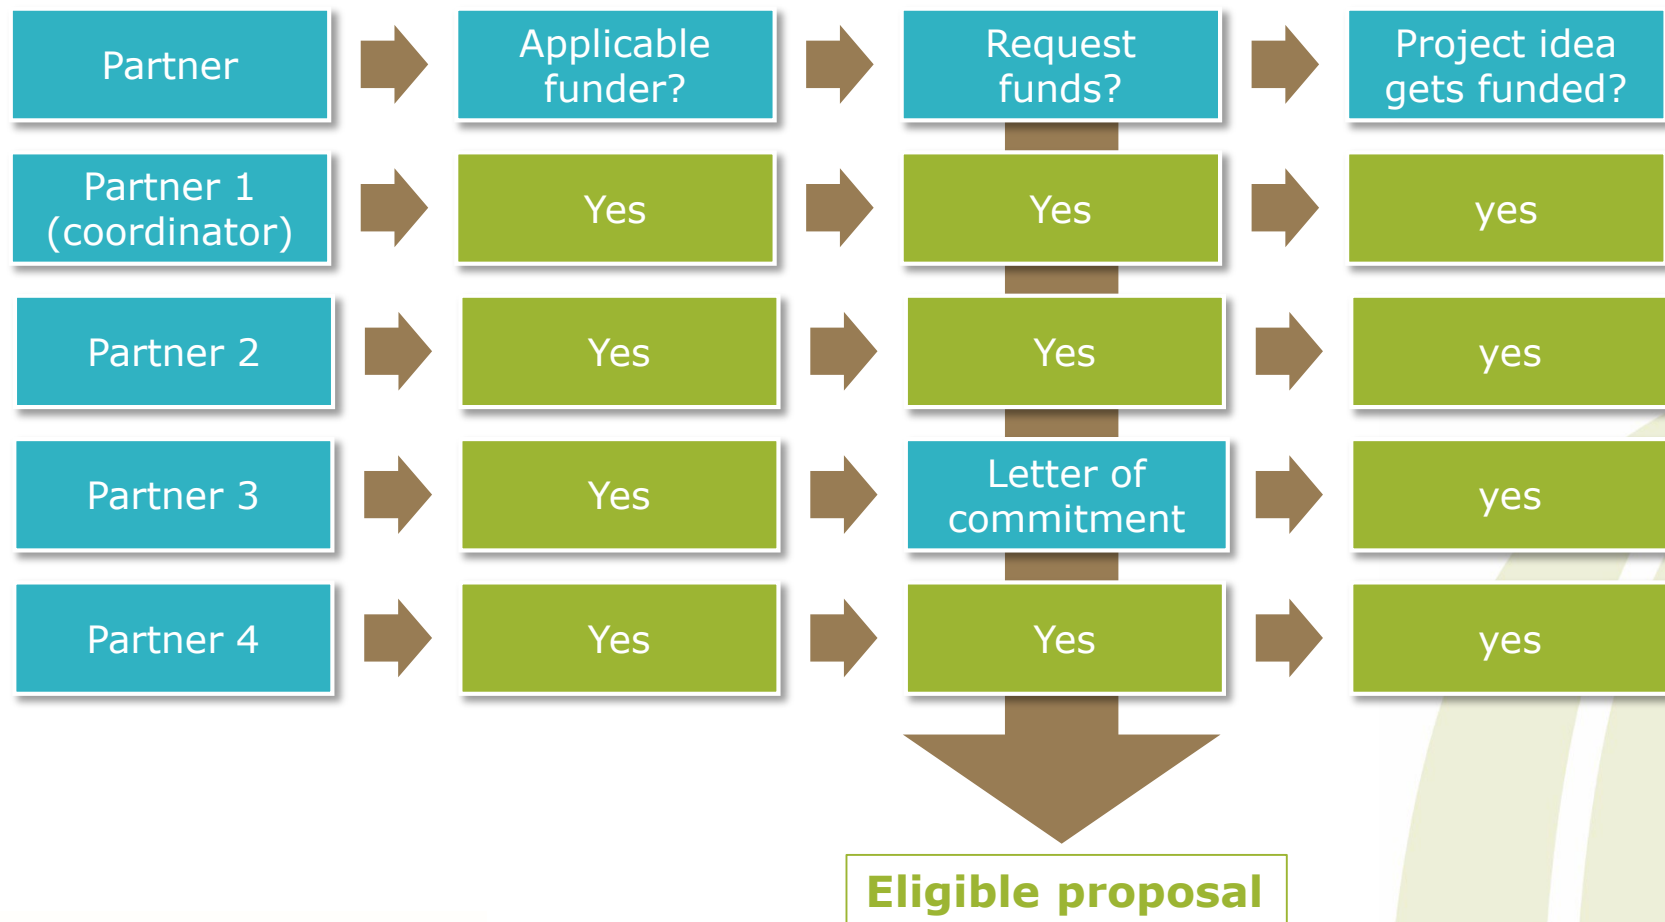 Partner
Applicable
funder?
Request
funds?
Project idea
gets funded?
Partner 1
(coordinator)
Yes
Yes
yes
Partner 2
Yes
Yes
yes
Partner 3
Yes
Letter of
commitment
yes
Partner 4
Yes
Yes
yes
Eligible proposal